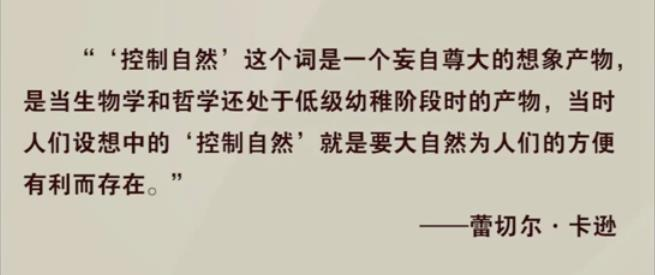 “‘控制自然’这个词是一个妄自尊大的想象产物，
是当生物学和哲学还处于低级幼稚阶段时的产物，当时
人们设想中的‘控制自然’就是要大自然为人们的方便
有利而存在。”
——蕾切尔·卡逊